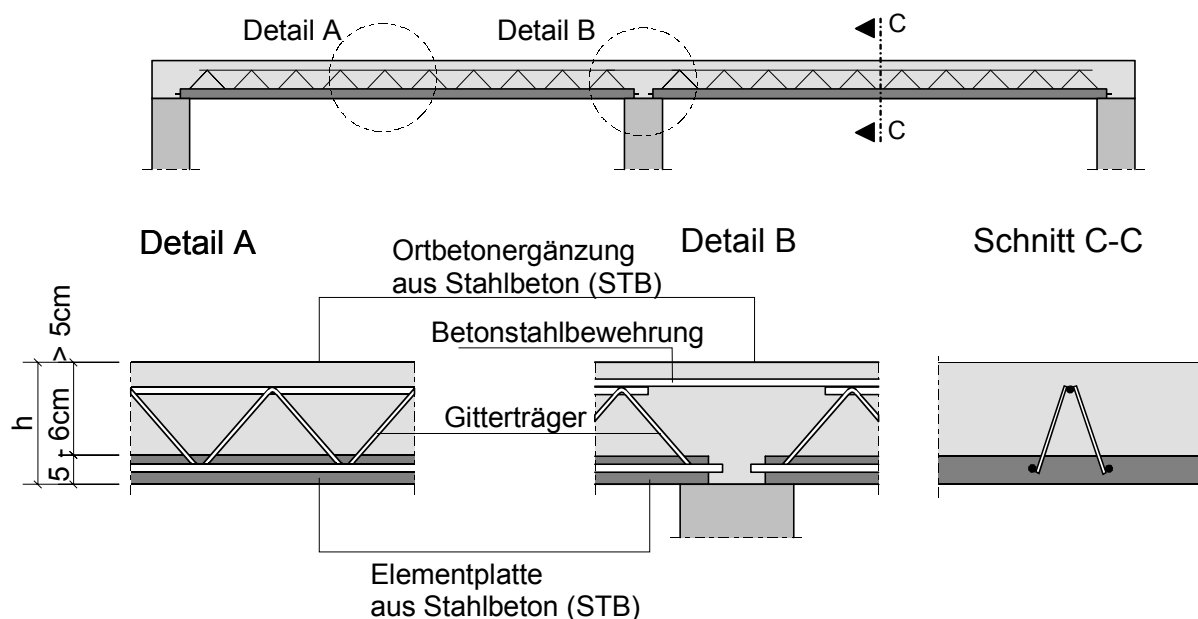 Detail A
Detail B
C
C
Detail A
Detail B
Schnitt C-C
Ortbetonergänzung
aus Stahlbeton (STB)
Betonstahlbewehrung
Gitterträger
> 5cm
h
5 - 6cm
Elementplatte
aus Stahlbeton (STB)